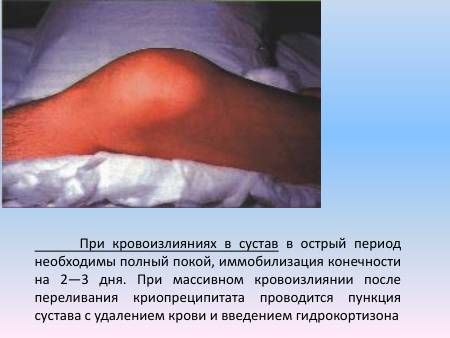 При кровоизлияниях в сустав в острый период
необходимы полный покой, иммобилизация конечности
на 2—3 дня. При массивном кровоизлиянии после
переливания криопреципитата проводится пункция
сустава с удалением крови и введением гидрокортизона